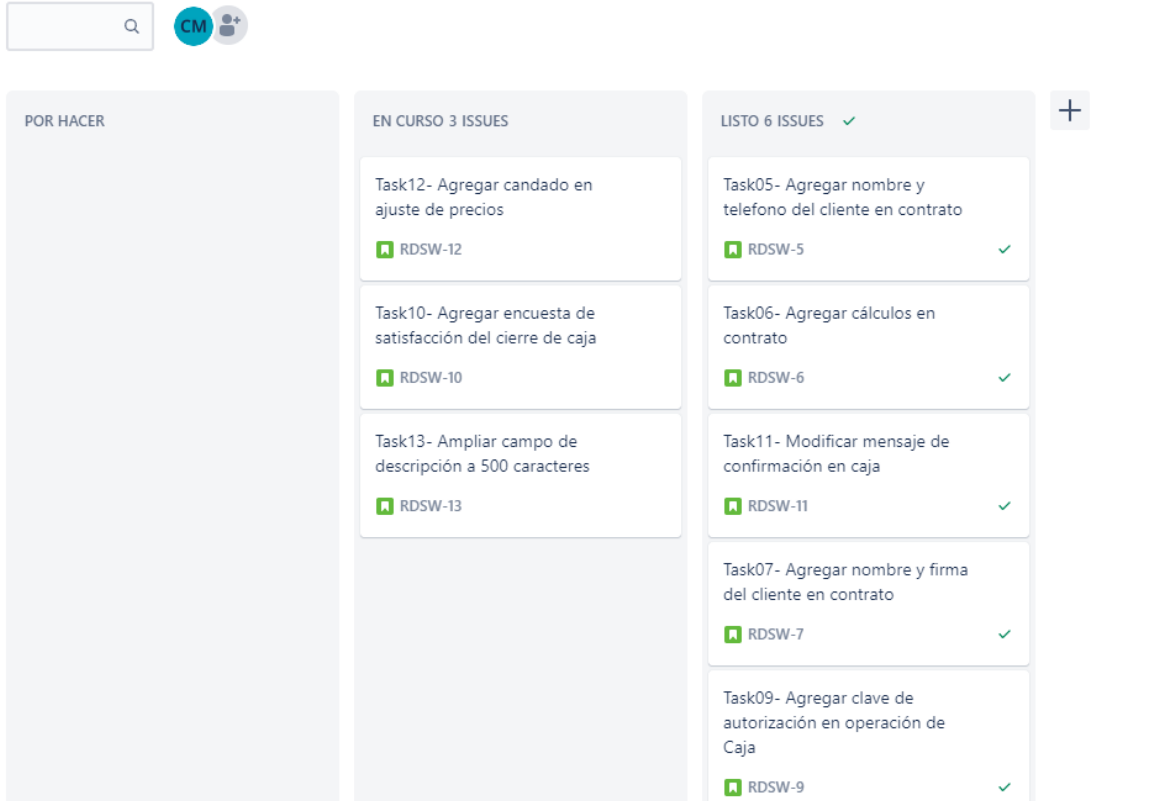 CM
POR HACER
EN CURSO 3 ISSUES
Task12- Agregar candado en
ajuste de precios
RDSW-12
Task10- Agregar encuesta de
satisfacción del cierre de caja
RDSW-10
Task13- Ampliar campo de
descripción a 500 caracteres
RDSW-13
LISTO 6 ISSUES
Task05- Agregar nombre y
telefono del cliente en contrato
RDSW-5
Task06- Agregar cálculos en
contrato
RDSW-6
Task11- Modificar mensaje de
confirmación en caja
RDSW-11
Task07- Agregar nombre y firma
del cliente en contrato
RDSW-7
Task09- Agregar clave de
autorización en operación de
Caja
RDSW-9